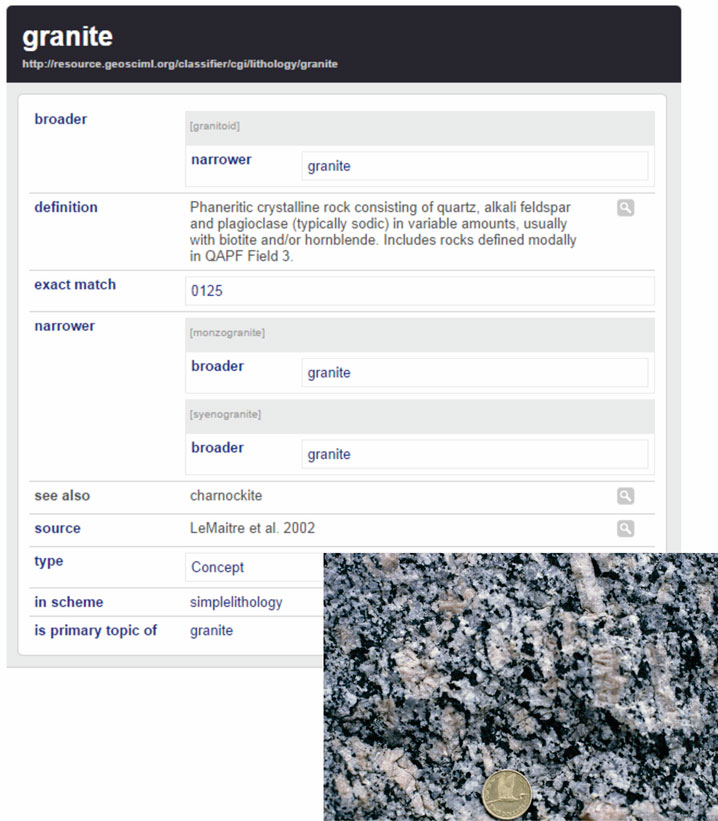 granite
http://resource.geosciml.org/classifier/cgi/lithology/granite
broader
[granitoid]
narrower
granite
definition
Phaneritic crystalline rock consisting of quartz, alkali feldspar
and plagioclase (typically sodic) in variable amounts, usually
with biotite and/or hornblende. Includes rocks defined modally
in QAPF Field 3.
exact match
0125
narrower
[monzogranite]
broader
granite
[syenogranite]
broader
granite
see also
charnockite
source
LeMaitre et al. 2002
type
Concept
in scheme
simplelithology
is primary topic of
granite